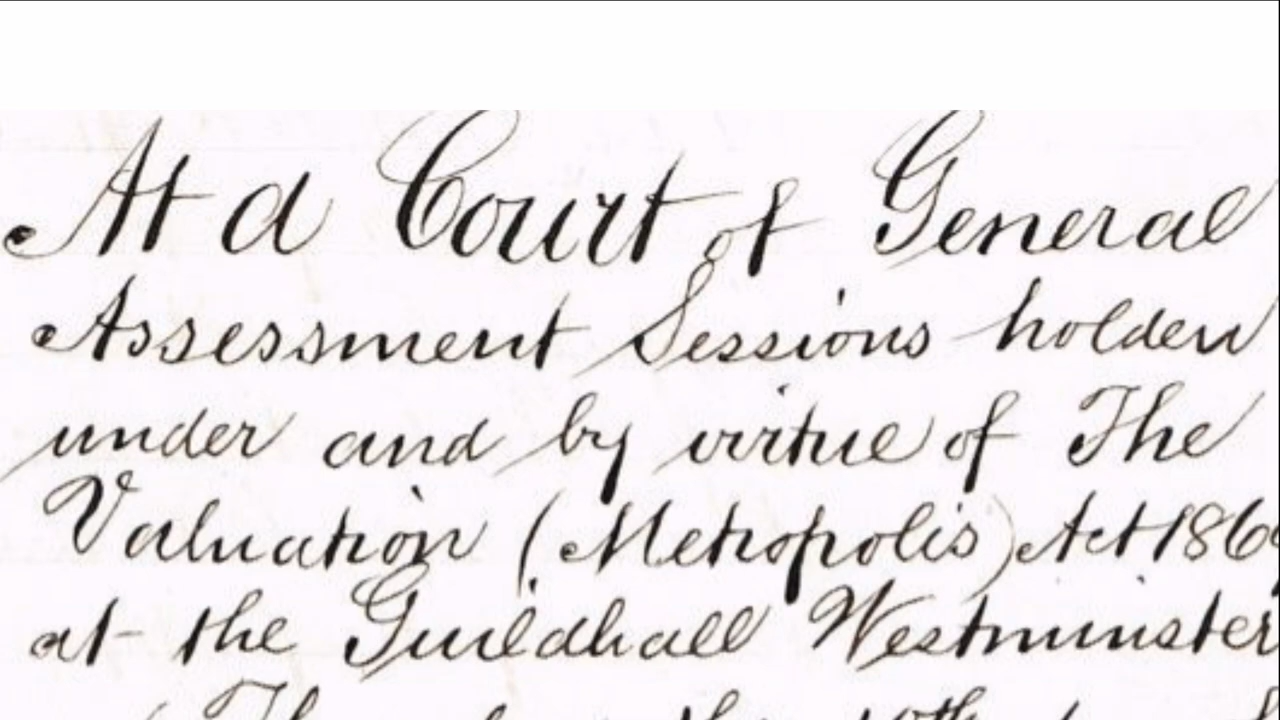 At a Court of General
Assessment Sessions holden
under and by virtue of The
Valuation (Metropolis) Act 1869
at the Guildhall Westminster